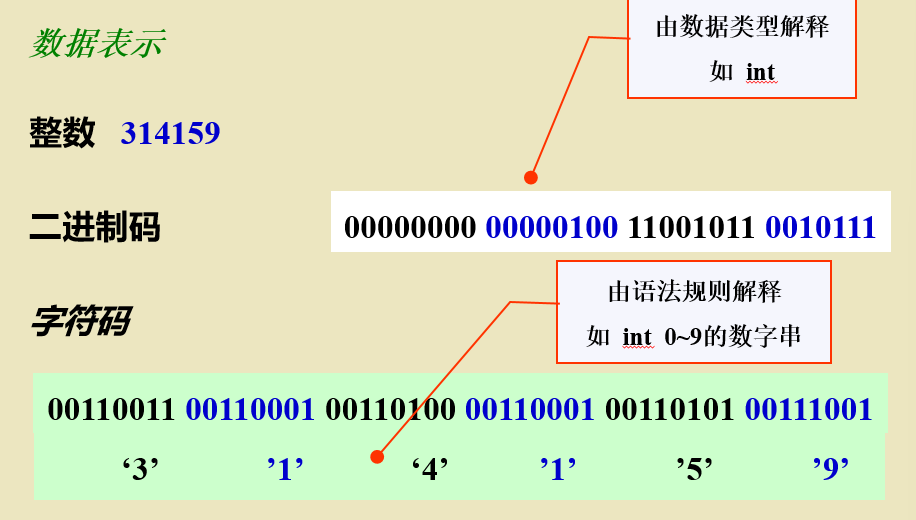 数据表示
由数据类型解释
如 int
整数 314159
二进制码
00000000 00000100 11001011 0010111
字符码
由语法规则解释
如 int 0~9的数字串
00110011 00110001 00110100 00110001 00110101 00111001
‘3’ ’1’ ‘4’ ’1’ ’5’ ’9’